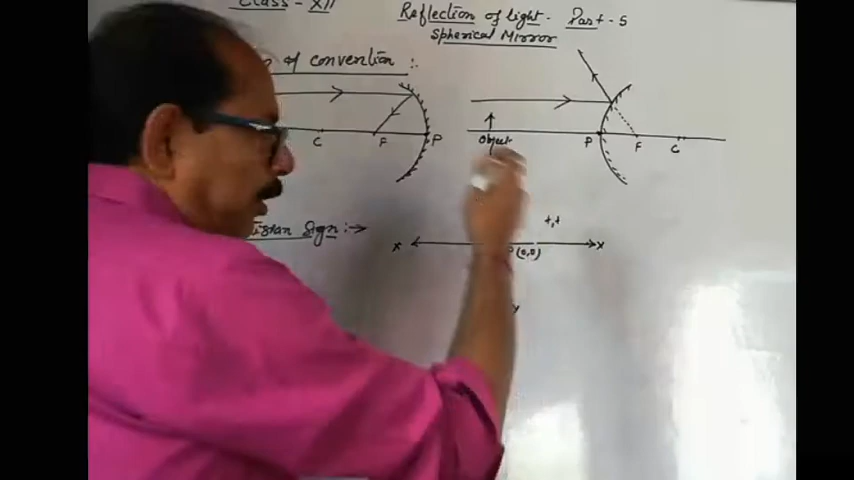 Class - XII
Reflection of light - Part - 5
Spherical Mirror
of convention :-
C F P
Object P F C
Sign :→
+,+
X X
P(0,0)
Y